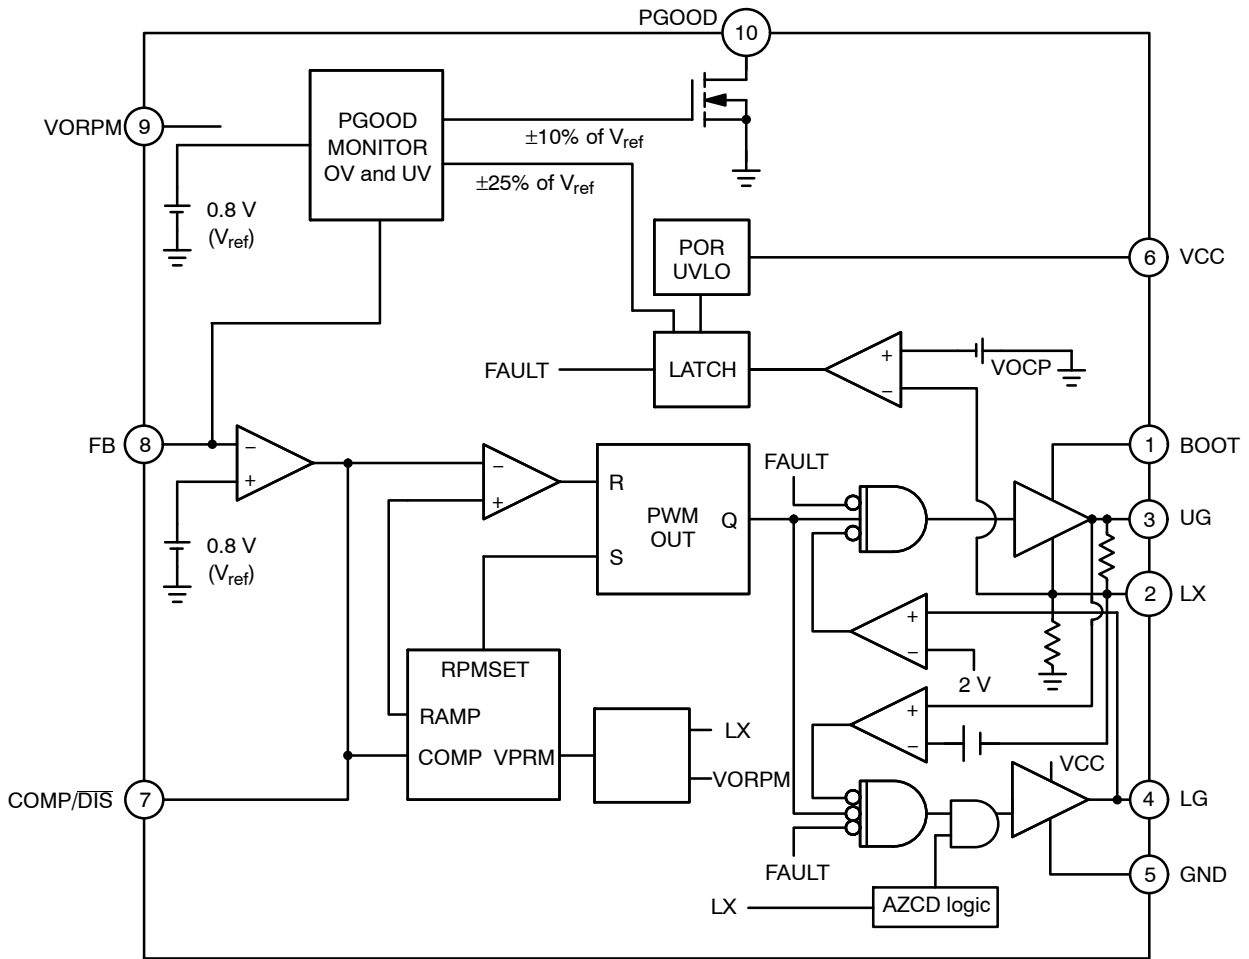 PGOOD
10
VORPM
9
PGOOD
MONITOR
OV and UV
±10% of Vref
±25% of Vref
0.8 V
(Vref)
POR
UVLO
6
VCC
FAULT
LATCH
+
−
VOCP
FB
8
−
+
0.8 V
(Vref)
−
+
R
S
PWM
OUT
Q
FAULT
1
BOOT
3
UG
2
LX
+
−
2 V
RPMSET
RAMP
COMP
VPRM
LX
VORPM
+
−
VCC
COMP/DIS
7
4
LG
FAULT
5
GND
LX
AZCD logic